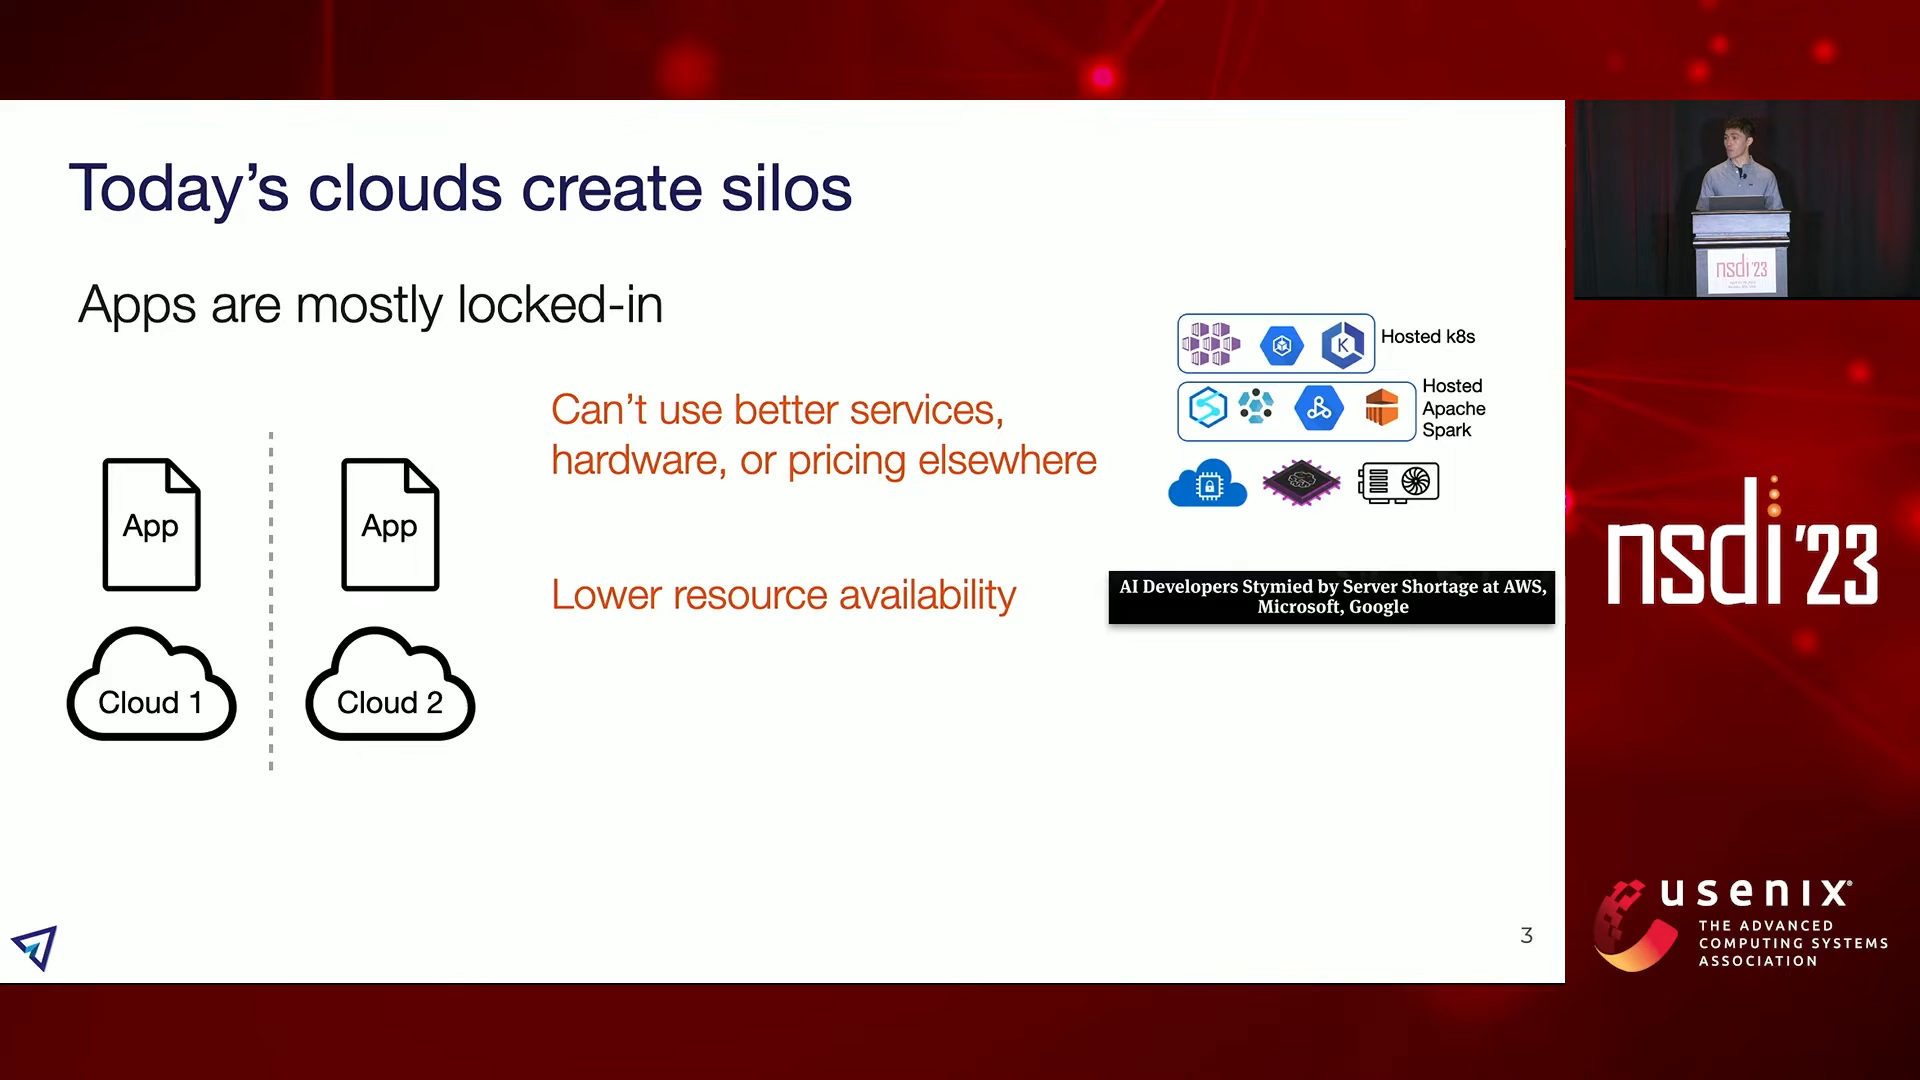 Today's clouds create silos
Apps are mostly locked-in
App
App
Cloud 1
Cloud 2
Can't use better services,
hardware, or pricing elsewhere
Lower resource availability
K
Hosted k8s
Hosted
Apache
Spark
AI Developers Stymied by Server Shortage at AWS,
Microsoft, Google
3
nsdi '23
nsdi '23
usenix
THE ADVANCED
COMPUTING SYSTEMS
ASSOCIATION